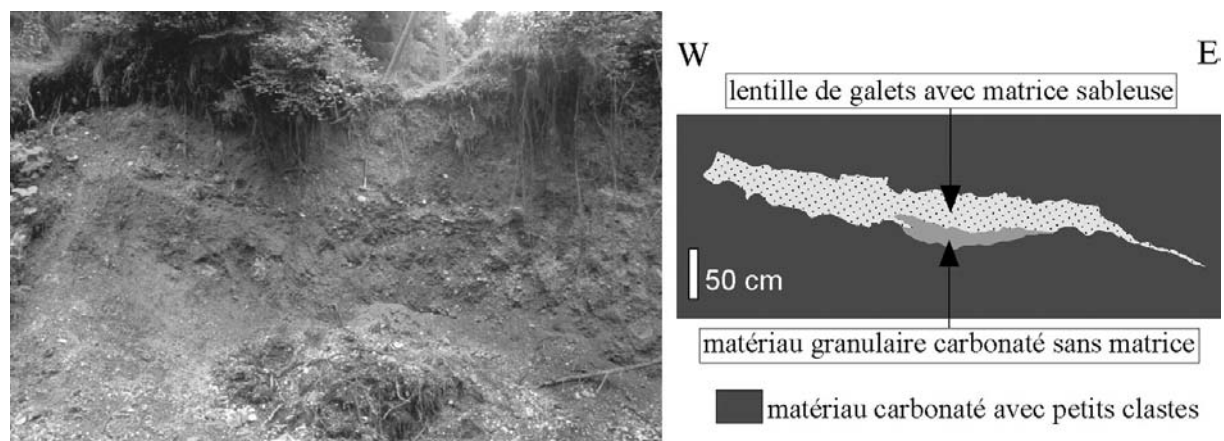 W E
lentille de galets avec matrice sableuse
50 cm
matériau granulaire carbonaté sans matrice
matériau carbonaté avec petits clastes